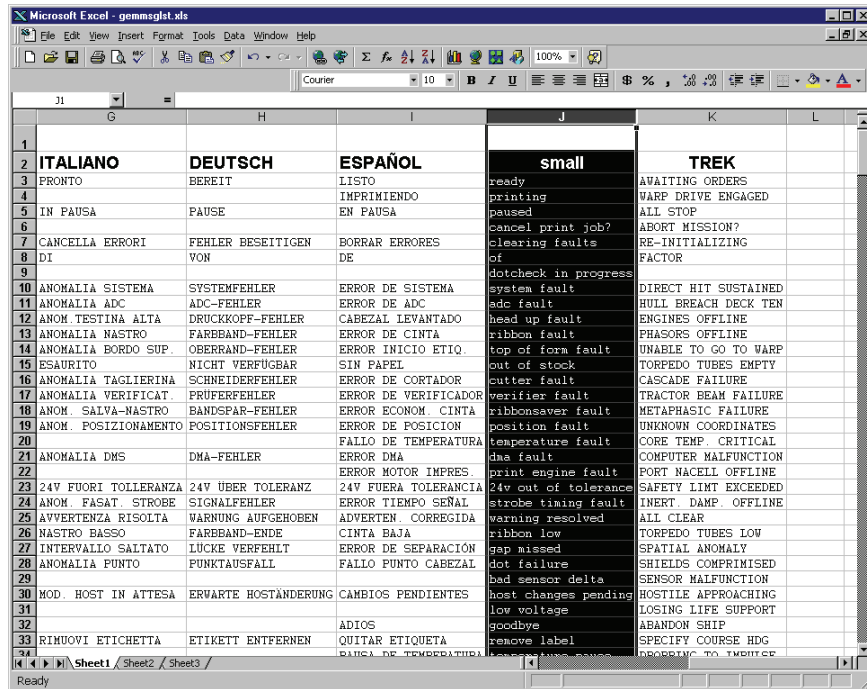 Microsoft Excel - gemmsglst.xls
File Edit View Insert Format Tools Data Window Help
100%
Courier 10 B I U $ % ,
J1 =
G H I J K L
1
2 ITALIANO DEUTSCH ESPAÑOL small TREK
3 PRONTO BEREIT LISTO ready AWAITING ORDERS
4 IMPRIMIENDO printing WARP DRIVE ENGAGED
5 IN PAUSA PAUSE EN PAUSA paused ALL STOP
6 cancel print job? ABORT MISSION?
7 CANCELLA ERRORI FEHLER BESEITIGEN BORRAR ERRORES clearing faults RE-INITIALIZING
8 DI VON DE of FACTOR
9 dotcheck in progress
10 ANOMALIA SISTEMA SYSTEMFEHLER ERROR DE SISTEMA system fault DIRECT HIT SUSTAINED
11 ANOMALIA ADC ADC-FEHLER ERROR DE ADC adc fault HULL BREACH DECK TEN
12 ANOM.TESTINA ALTA DRUCKKOPF-FEHLER CABEZAL LEVANTADO head up fault ENGINES OFFLINE
13 ANOMALIA NASTRO FARBBAND-FEHLER ERROR DE CINTA ribbon fault PHASORS OFFLINE
14 ANOMALIA BORDO SUP. OBERRAND-FEHLER ERROR INICIO ETIQ. top of form fault UNABLE TO GO TO WARP
15 ESAURITO NICHT VERFÜGBAR SIN PAPEL out of stock TORPEDO TUBES EMPTY
16 ANOMALIA TAGLIERINA SCHNEIDERFEHLER ERROR DE CORTADOR cutter fault CASCADE FAILURE
17 ANOMALIA VERIFICAT. PRÜFERFEHLER ERROR DE VERIFICADOR verifier fault TRACTOR BEAM FAILURE
18 ANOM. SALVA-NASTRO BANDSPAR-FEHLER ERROR ECONOM. CINTA ribbonsaver fault METAPHASIC FAILURE
19 ANOM. POSIZIONAMENTO POSITIONSFEHLER ERROR DE POSICION position fault UNKNOWN COORDINATES
20 FALLO DE TEMPERATURA temperature fault CORE TEMP. CRITICAL
21 ANOMALIA DMS DMA-FEHLER ERROR DMA dma fault COMPUTER MALFUNCTION
22 ERROR MOTOR IMPRES. print engine fault PORT NACELL OFFLINE
23 24V FUORI TOLLERANZA 24V ÜBER TOLERANZ 24V FUERA TOLERANCIA 24v out of tolerance SAFETY LIMT EXCEEDED
24 ANOM. FASAT. STROBE SIGNALFEHLER ERROR TIEMPO SEÑAL strobe timing fault INERT. DAMP. OFFLINE
25 AVVERTENZA RISOLTA WARNUNG AUFGEHOBEN ADVERTEN. CORREGIDA warning resolved ALL CLEAR
26 NASTRO BASSO FARBBAND-ENDE CINTA BAJA ribbon low TORPEDO TUBES LOW
27 INTERVALLO SALTATO LÜCKE VERFEHLT ERROR DE SEPARACIÓN gap missed SPATIAL ANOMALY
28 ANOMALIA PUNTO PUNKTAUSFALL FALLO PUNTO CABEZAL dot failure SHIELDS COMPRIMISED
29 bad sensor delta SENSOR MALFUNCTION
30 MOD. HOST IN ATTESA ERWARTE HOSTÄNDERUNG CAMBIOS PENDIENTES host changes pending HOSTILE APPROACHING
31 low voltage LOSING LIFE SUPPORT
32 ADIOS goodbye ABANDON SHIP
33 RIMUOVI ETICHETTA ETIKETT ENTFERNEN QUITAR ETIQUETA remove label SPECIFY COURSE HDG
34 PAUSA DE TEMPERATURA temperature pause DROPPING TO IMPULSE
Sheet1 Sheet2 Sheet3
Ready